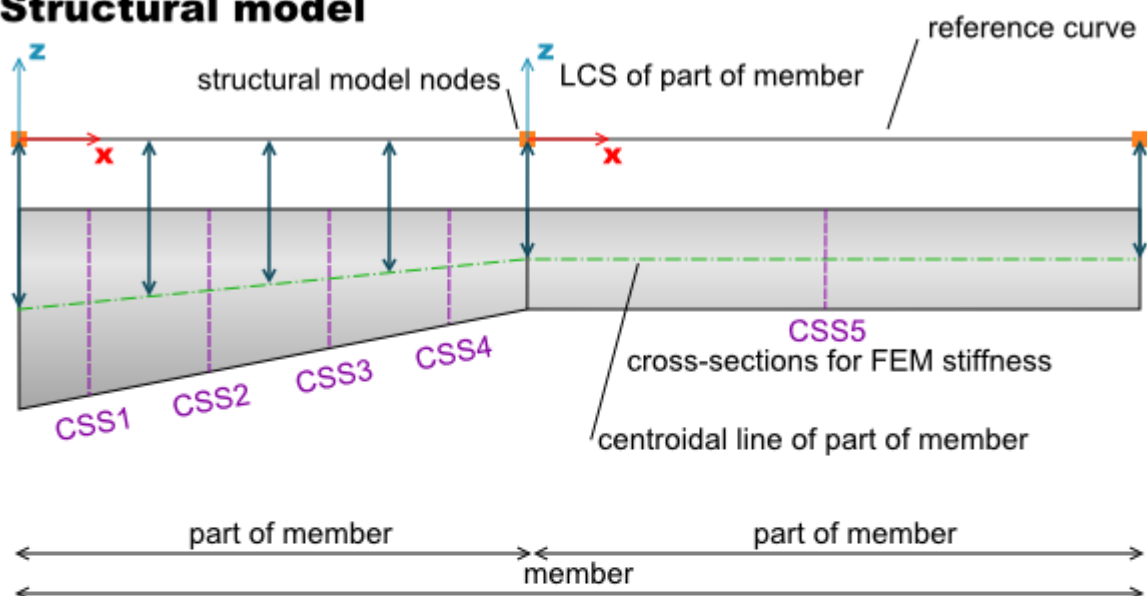 Structural model
reference curve
z
z
structural model nodes
LCS of part of member
x
x
CSS5
CSS4
cross-sections for FEM stiffness
CSS3
CSS2
CSS1
centroidal line of part of member
part of member
part of member
member